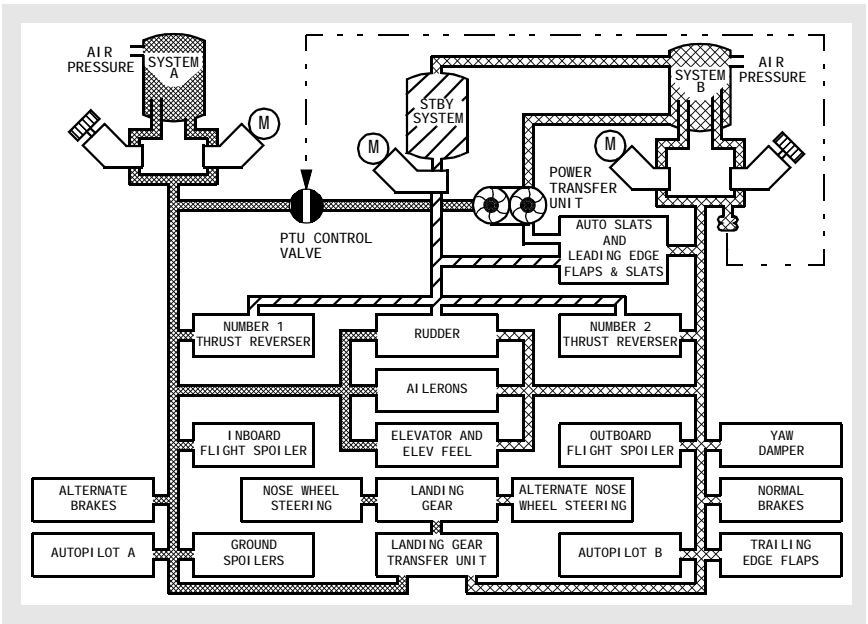 AIR
PRESSURE
SYSTEM
A
M
STBY
SYSTEM
M
M
SYSTEM
B
AIR
PRESSURE
POWER
TRANSFER
UNIT
PTU CONTROL
VALVE
AUTO SLATS
AND
LEADING EDGE
FLAPS & SLATS
NUMBER 1
THRUST REVERSER
RUDDER
NUMBER 2
THRUST REVERSER
AILERONS
INBOARD
FLIGHT SPOILER
ELEVATOR AND
ELEV FEEL
OUTBOARD
FLIGHT SPOILER
YAW
DAMPER
ALTERNATE
BRAKES
NOSE WHEEL
STEERING
LANDING
GEAR
ALTERNATE NOSE
WHEEL STEERING
NORMAL
BRAKES
AUTOPILOT A
GROUND
SPOILERS
LANDING GEAR
TRANSFER UNIT
AUTOPILOT B
TRAILING
EDGE FLAPS